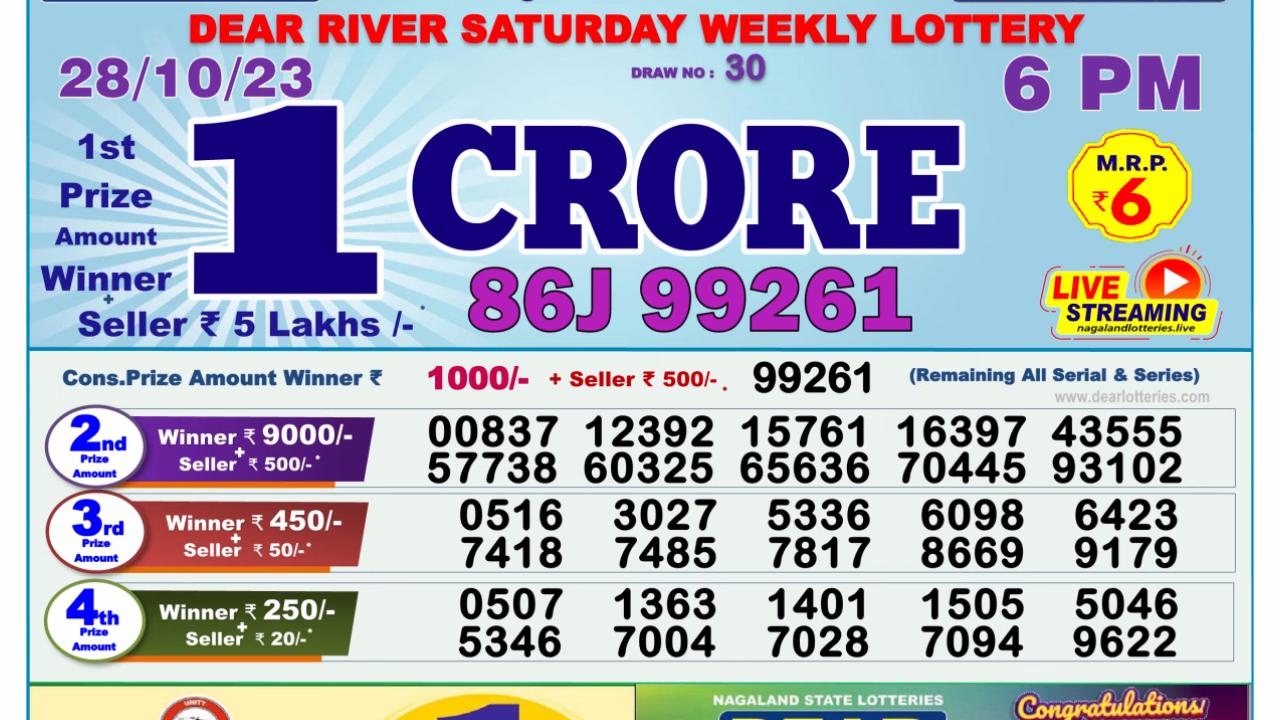 DEAR RIVER SATURDAY WEEKLY LOTTERY
28/10/23
DRAW NO : 30
6 PM
1st
Prize
Amount
Winner
+
Seller ₹ 5 Lakhs /-*
1 CRORE
86J 99261
M.R.P.
₹6
LIVE
STREAMING
nagalandlotteries.live
Cons.Prize Amount Winner ₹ 1000/- + Seller ₹ 500/- . 99261 (Remaining All Serial & Series)
www.dearlotteries.com
2nd
Prize
Amount
Winner ₹ 9000/-
+
Seller ₹ 500/-*
00837 12392 15761 16397 43555
57738 60325 65636 70445 93102
3rd
Prize
Amount
Winner ₹ 450/-
+
Seller ₹ 50/-*
0516 3027 5336 6098 6423
7418 7485 7817 8669 9179
4th
Prize
Amount
Winner ₹ 250/-
+
Seller ₹ 20/-*
0507 1363 1401 1505 5046
5346 7004 7028 7094 9622
UNITY
1
NAGALAND STATE LOTTERIES
DEAR
Congratulations!